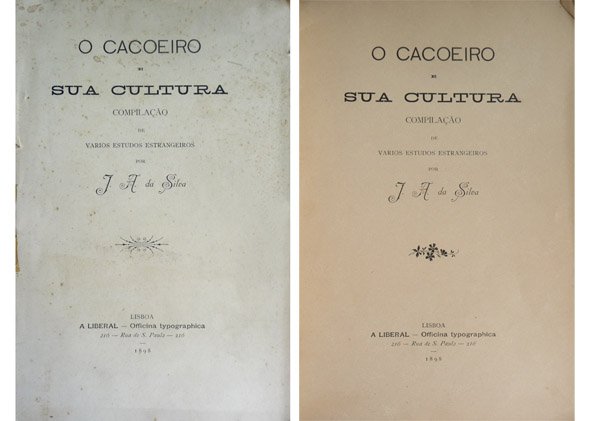 O CACOEIRO
E
SUA CULTURA
COMPILAÇÃO
DE
VARIOS ESTUDOS ESTRANGEIROS
POR
J. A da Silva
LISBOA
A LIBERAL — Officina typographica
216 — Rua de S. Paulo — 216
1898
O CACOEIRO
E
SUA CULTURA
COMPILAÇÃO
DE
VARIOS ESTUDOS ESTRANGEIROS
POR
J. A da Silva
LISBOA
A LIBERAL — Officina typographica
216 — Rua de S. Paulo — 216
1898